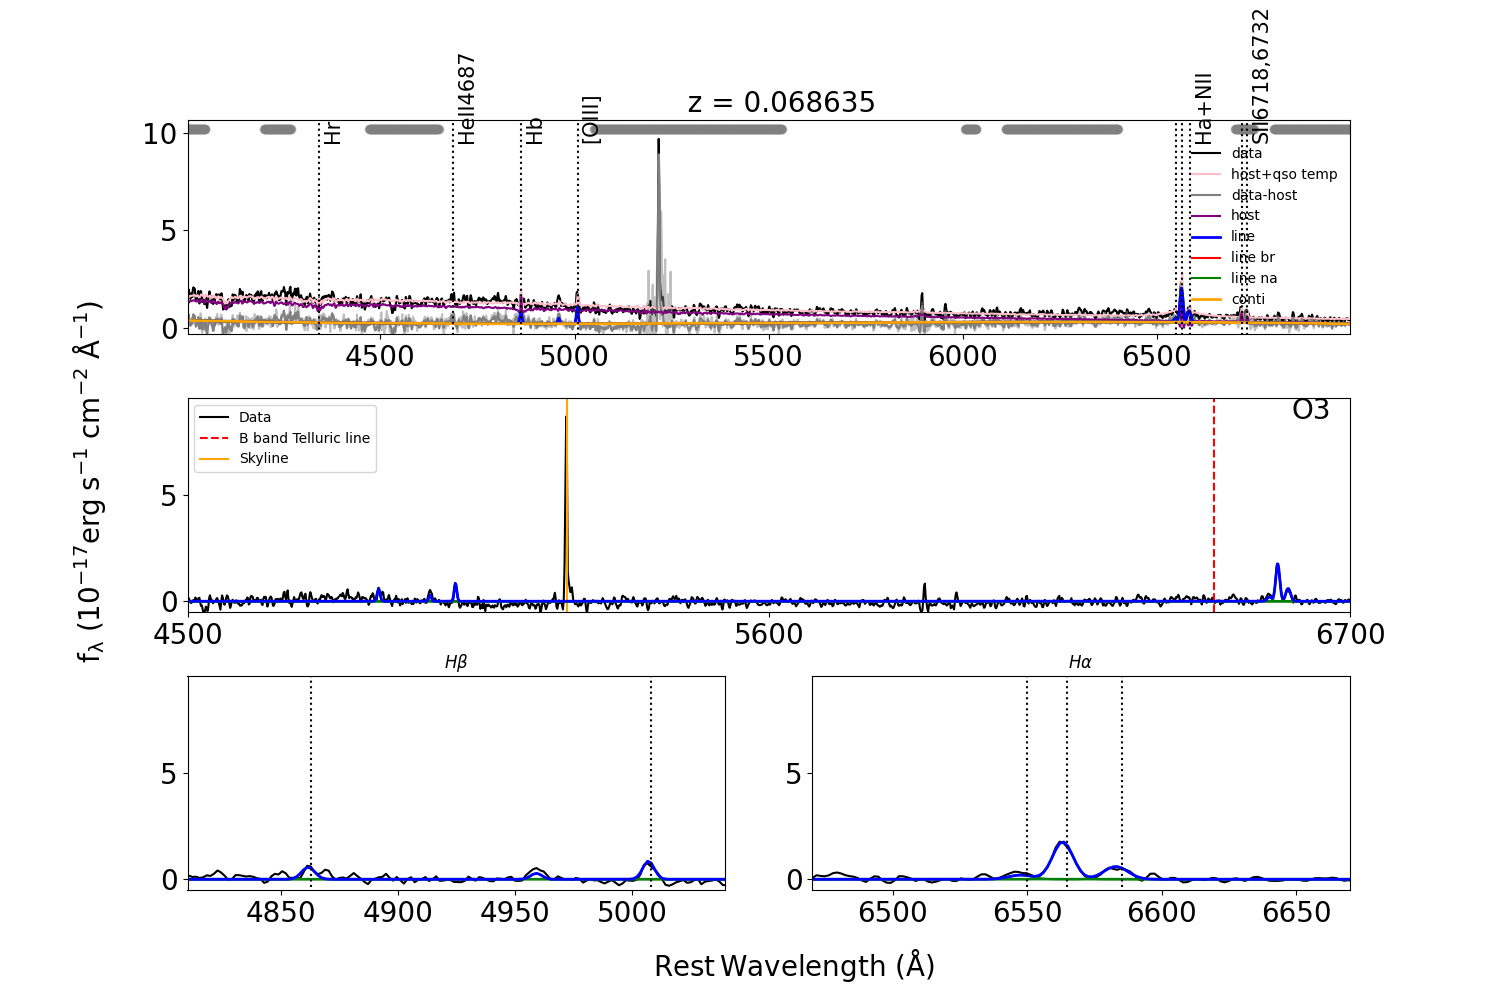 z = 0.068635
Hr
HeII4687
Hb
[OIII]
Ha+NII
SII6718,6732
10
5
0
data
host+qso temp
data-host
host
line
line br
line na
conti
4500 5000 5500 6000 6500
fλ (10⁻¹⁷erg s⁻¹ cm⁻² Å⁻¹)
O3
Data
B band Telluric line
Skyline
5
0
4500 5600 6700
Hβ
5
0
4850 4900 4950 5000
Hα
5
0
6500 6550 6600 6650
Rest Wavelength (Å)